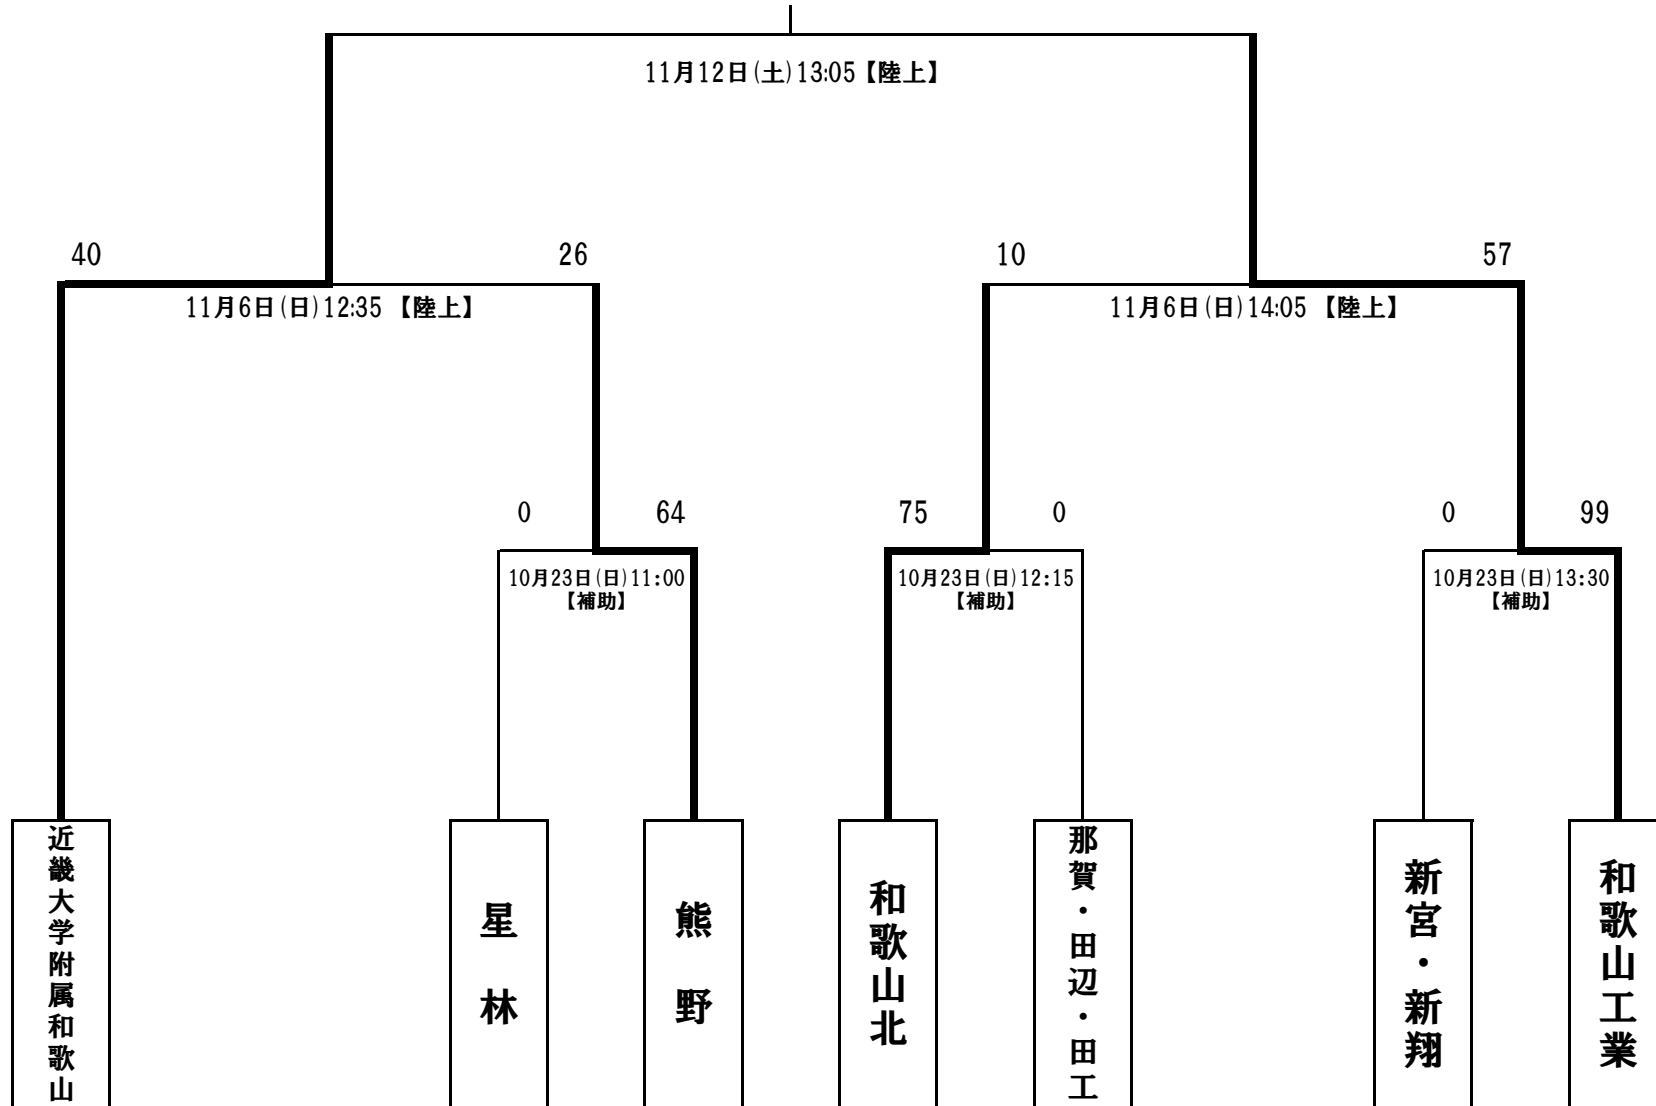 11月12日(土)13:05【陸上】
40
26
10
57
11月6日(日)12:35 【陸上】
11月6日(日)14:05 【陸上】
0
64
75
0
0
99
10月23日(日)11:00
【補助】
10月23日(日)12:15
【補助】
10月23日(日)13:30
【補助】
近畿大学附属和歌山
星林
熊野
和歌山北
那賀・田辺・田工
新宮・新翔
和歌山工業